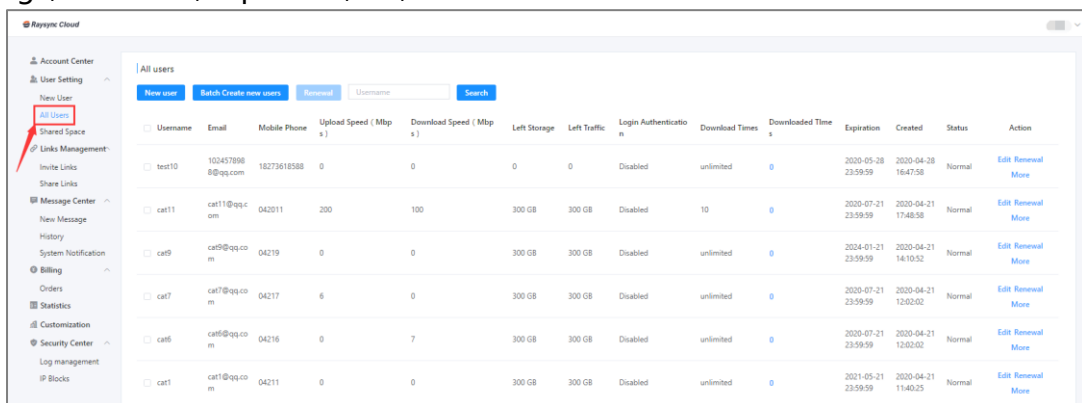 Raysync Cloud
Account Center
User Setting
New User
All Users
Shared Space
Links Management
Invite Links
Share Links
Message Center
New Message
History
System Notification
Billing
Orders
Statistics
Customization
Security Center
Log management
IP Blocks
All users
New user Batch Create new users Renewal Username Search
Username Email Mobile Phone Upload Speed ( Mbp s ) Download Speed ( Mbp s ) Left Storage Left Traffic Login Authenticatio n Download Times Downloaded TIme s Expiration Created Status Action
test10 102457898 8@qq.com 18273618588 0 0 0 0 Disabled unlimited 0 2020-05-28 23:59:59 2020-04-28 16:47:58 Normal Edit Renewal More
cat11 cat11@qq.c om 042011 200 100 300 GB 300 GB Disabled 10 0 2020-07-21 23:59:59 2020-04-21 17:48:58 Normal Edit Renewal More
cat9 cat9@qq.co m 04219 0 0 300 GB 300 GB Disabled unlimited 0 2024-01-21 23:59:59 2020-04-21 14:10:52 Normal Edit Renewal More
cat7 cat7@qq.co m 04217 6 0 300 GB 300 GB Disabled unlimited 0 2020-07-21 23:59:59 2020-04-21 12:02:02 Normal Edit Renewal More
cat6 cat6@qq.co m 04216 0 7 300 GB 300 GB Disabled unlimited 0 2020-07-21 23:59:59 2020-04-21 12:02:02 Normal Edit Renewal More
cat1 cat1@qq.co m 04211 0 0 300 GB 300 GB Disabled unlimited 0 2021-05-21 23:59:59 2020-04-21 11:40:25 Normal Edit Renewal More